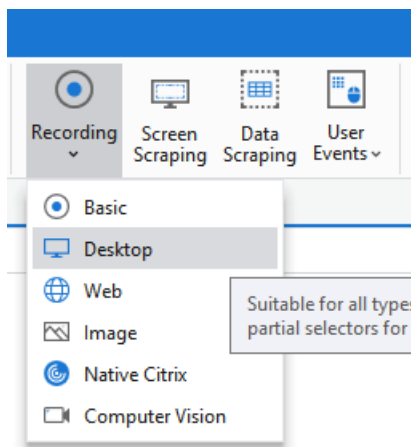 Recording
Screen
Scraping
Data
Scraping
User
Events
Basic
Desktop
Web
Image
Native Citrix
Computer Vision
Suitable for all types
partial selectors for